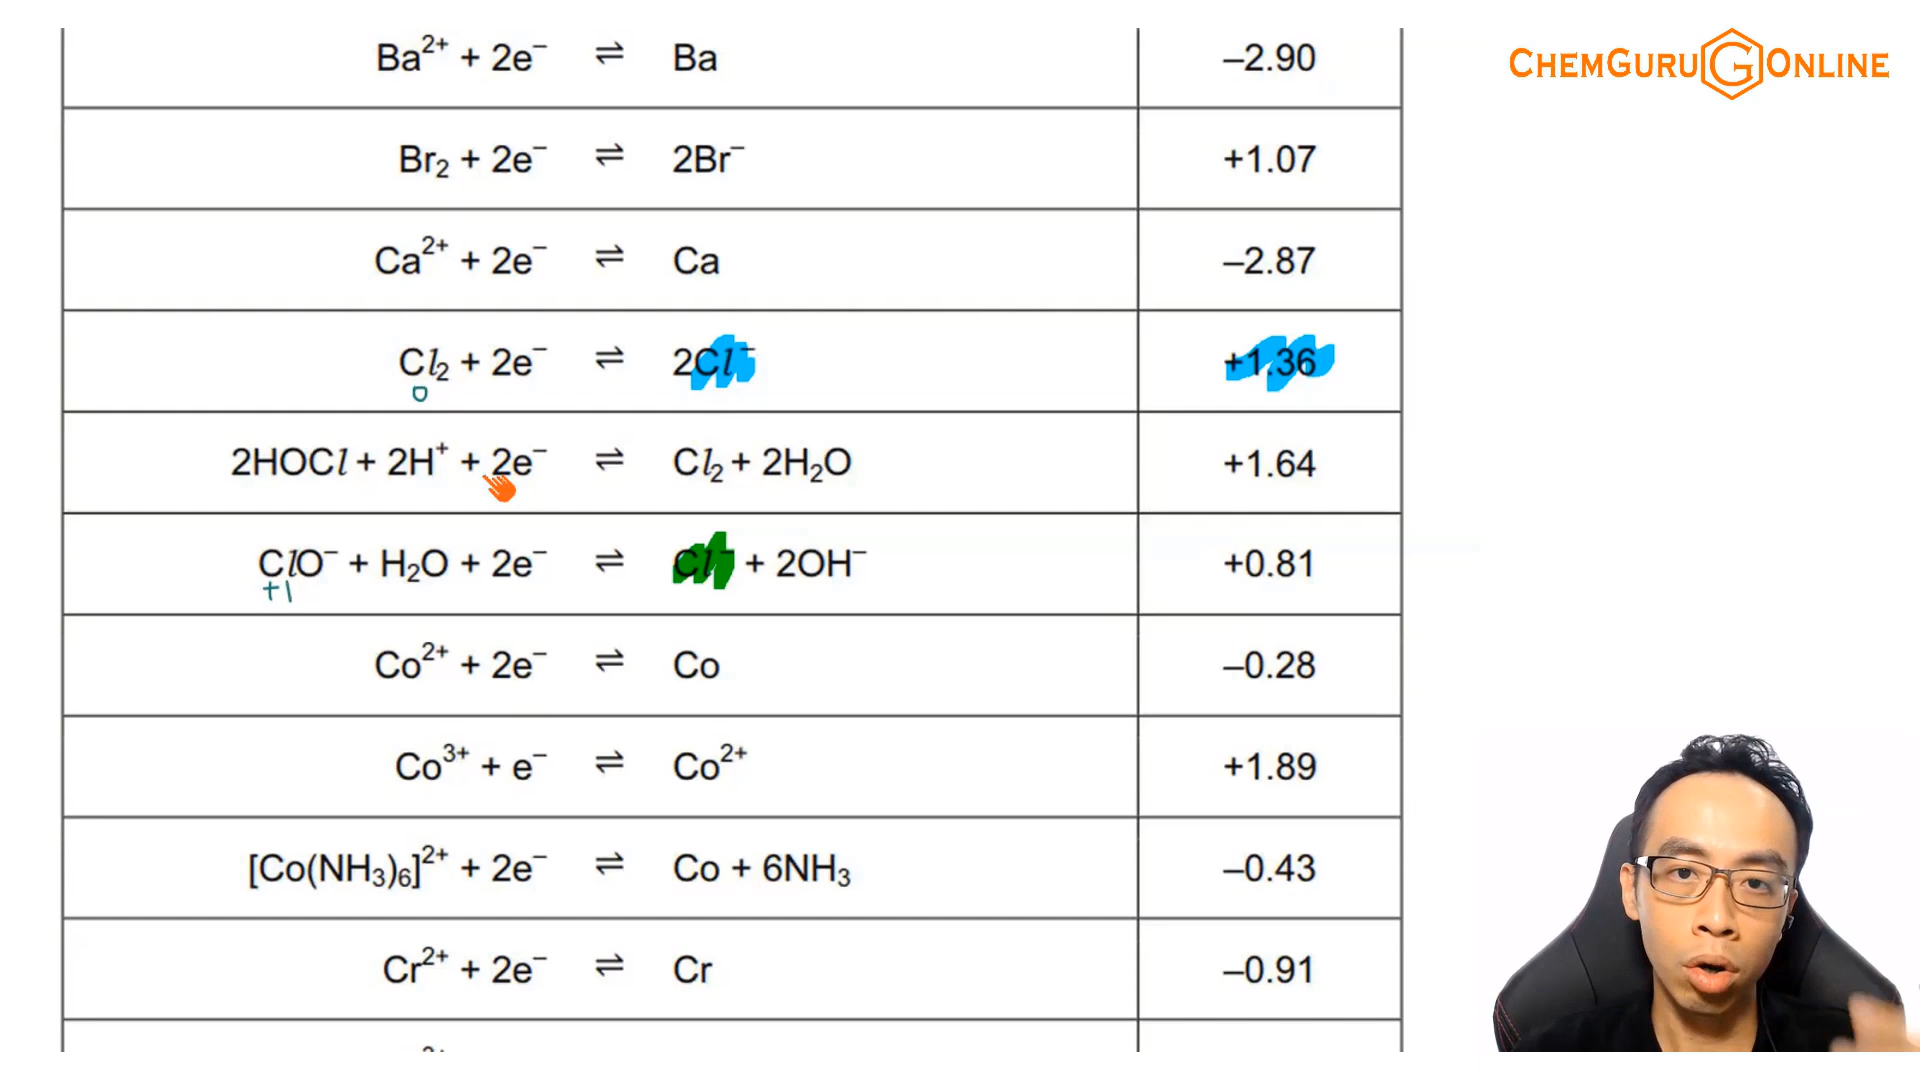 Ba²⁺ + 2e⁻ ⇌ Ba –2.90
CHEMGURU G ONLINE
Br₂ + 2e⁻ ⇌ 2Br⁻ +1.07
Ca²⁺ + 2e⁻ ⇌ Ca –2.87
Cl₂ + 2e⁻ ⇌ 2Cl⁻ +1.36
0
2HOCl + 2H⁺ + 2e⁻ ⇌ Cl₂ + 2H₂O +1.64
ClO⁻ + H₂O + 2e⁻ ⇌ Cl⁻ + 2OH⁻ +0.81
+1
Co²⁺ + 2e⁻ ⇌ Co –0.28
Co³⁺ + e⁻ ⇌ Co²⁺ +1.89
[Co(NH₃)₆]²⁺ + 2e⁻ ⇌ Co + 6NH₃ –0.43
Cr²⁺ + 2e⁻ ⇌ Cr –0.91